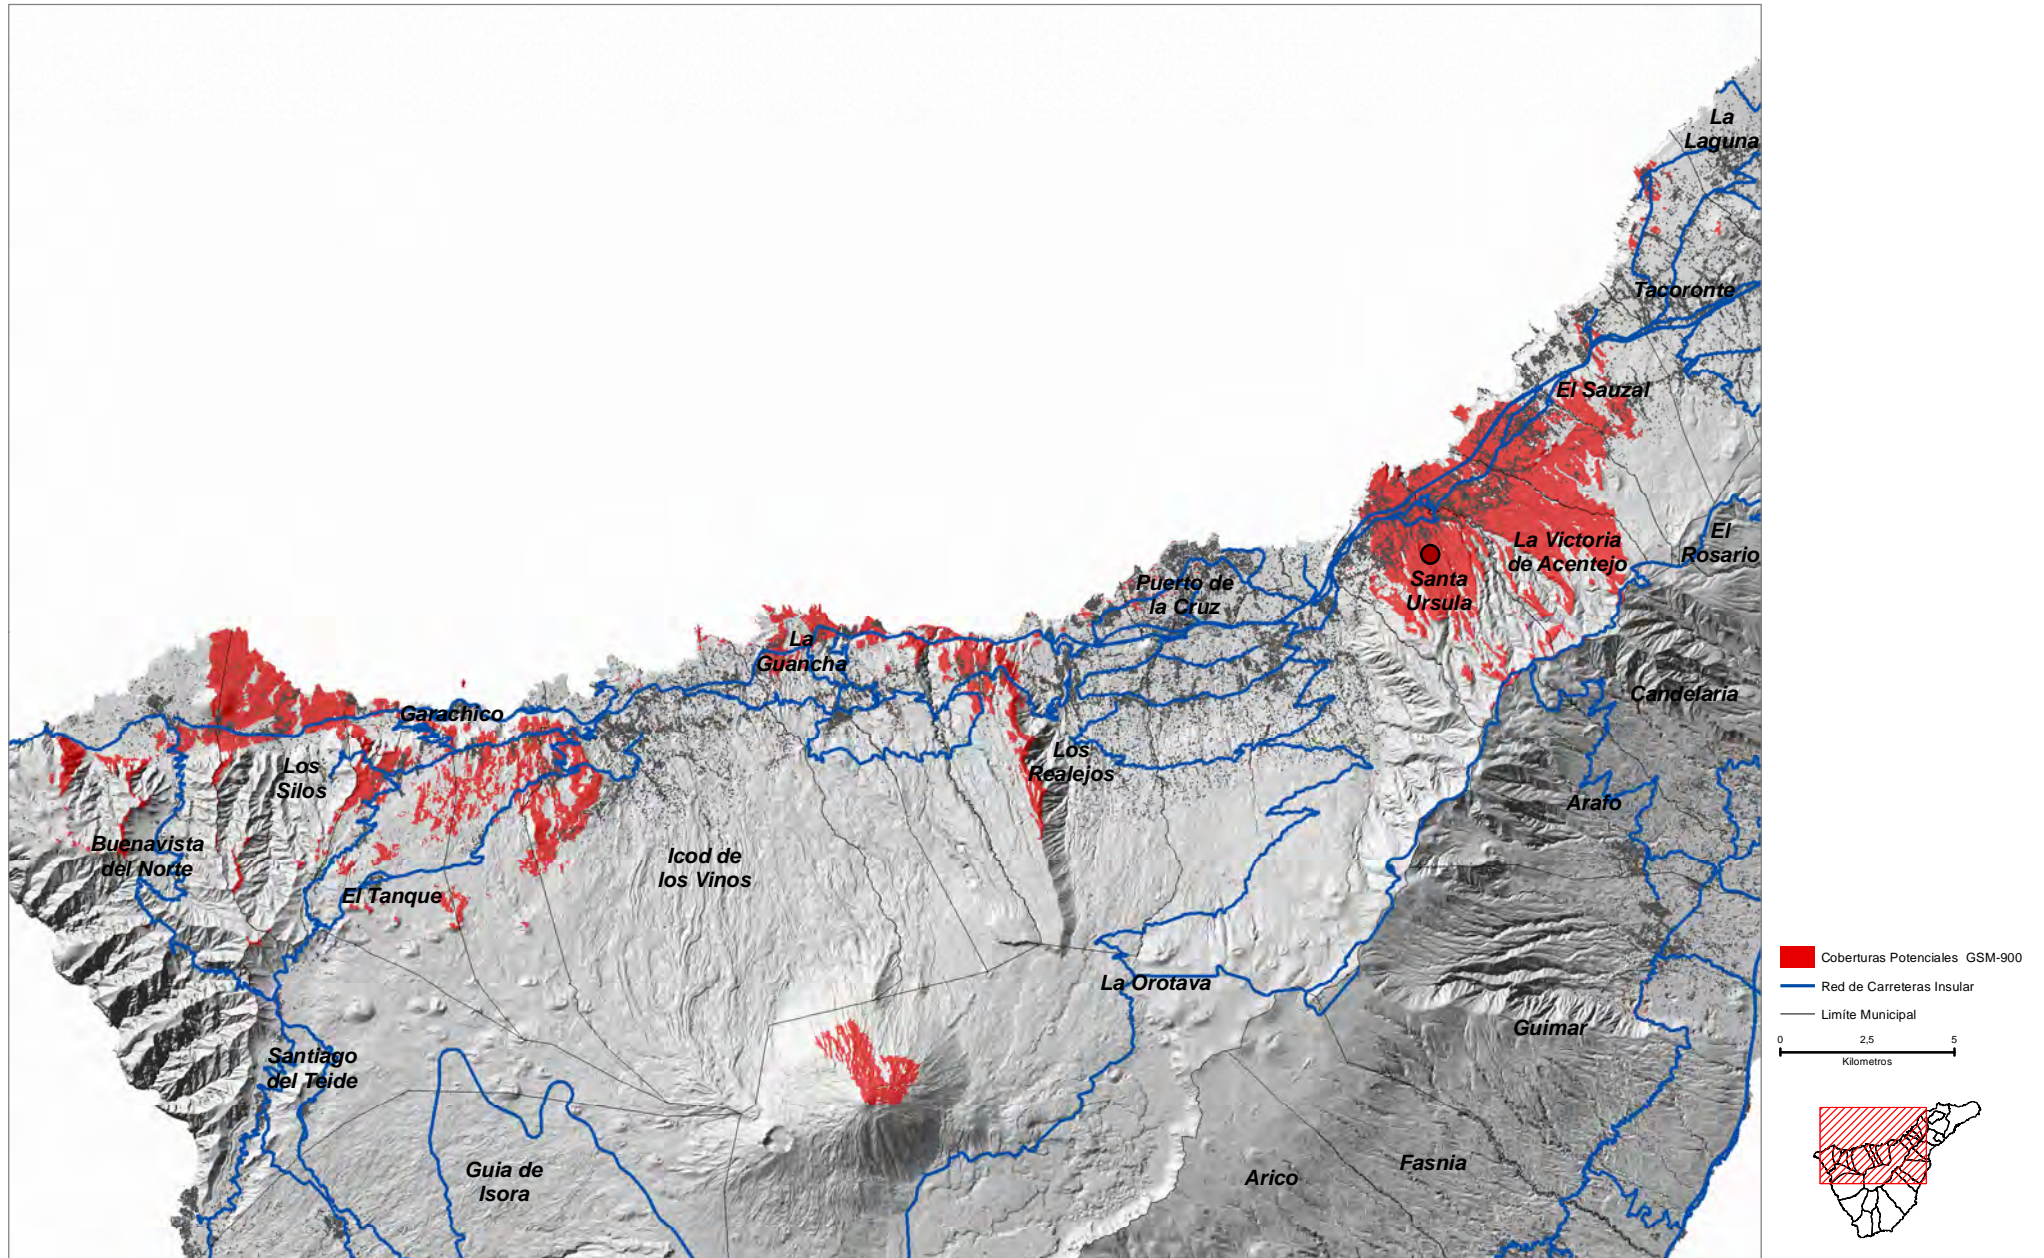 La
Laguna
Tacoronte
El Sauzal
El
Rosario
La Victoria
de Acentejo
Santa
Ursula
Puerto de
la Cruz
La
Guancha
Candelaria
Garachico
Los
Realejos
Los
Silos
Arafo
Buenavista
del Norte
Icod de
los Vinos
El Tanque
La Orotava
Guimar
Santiago
del Teide
Guia de
Isora
Arico
Fasnia
Coberturas Potenciales GSM-900
Red de Carreteras Insular
Limíte Municipal
0 2,5 5
Kilometros